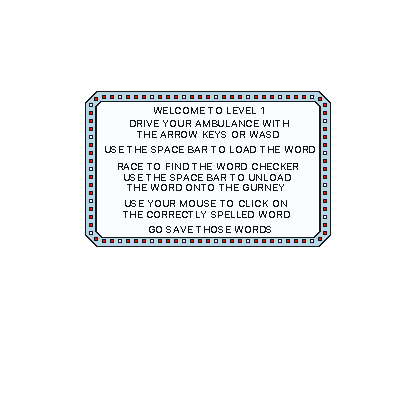 WELCOME TO LEVEL 1
DRIVE YOUR AMBULANCE WITH
THE ARROW KEYS OR WASD
USE THE SPACE BAR TO LOAD THE WORD
RACE TO FIND THE WORD CHECKER
USE THE SPACE BAR TO UNLOAD
THE WORD ONTO THE GURNEY
USE YOUR MOUSE TO CLICK ON
THE CORRECTLY SPELLED WORD
GO SAVE THOSE WORDS